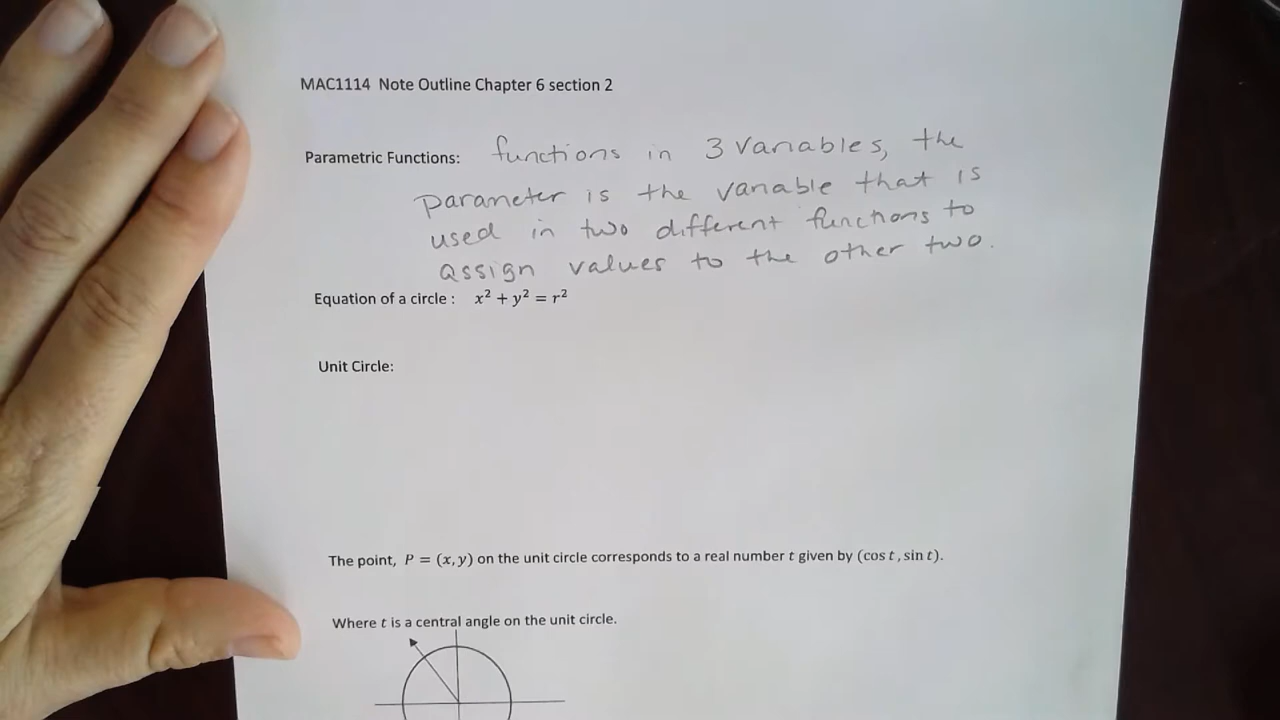 MAC1114 Note Outline Chapter 6 section 2
Parametric Functions: functions in 3 variables, the
parameter is the variable that is
used in two different functions to
assign values to the other two.
Equation of a circle : x² + y² = r²
Unit Circle:
The point, P = (x, y) on the unit circle corresponds to a real number t given by (cos t , sin t).
Where t is a central angle on the unit circle.